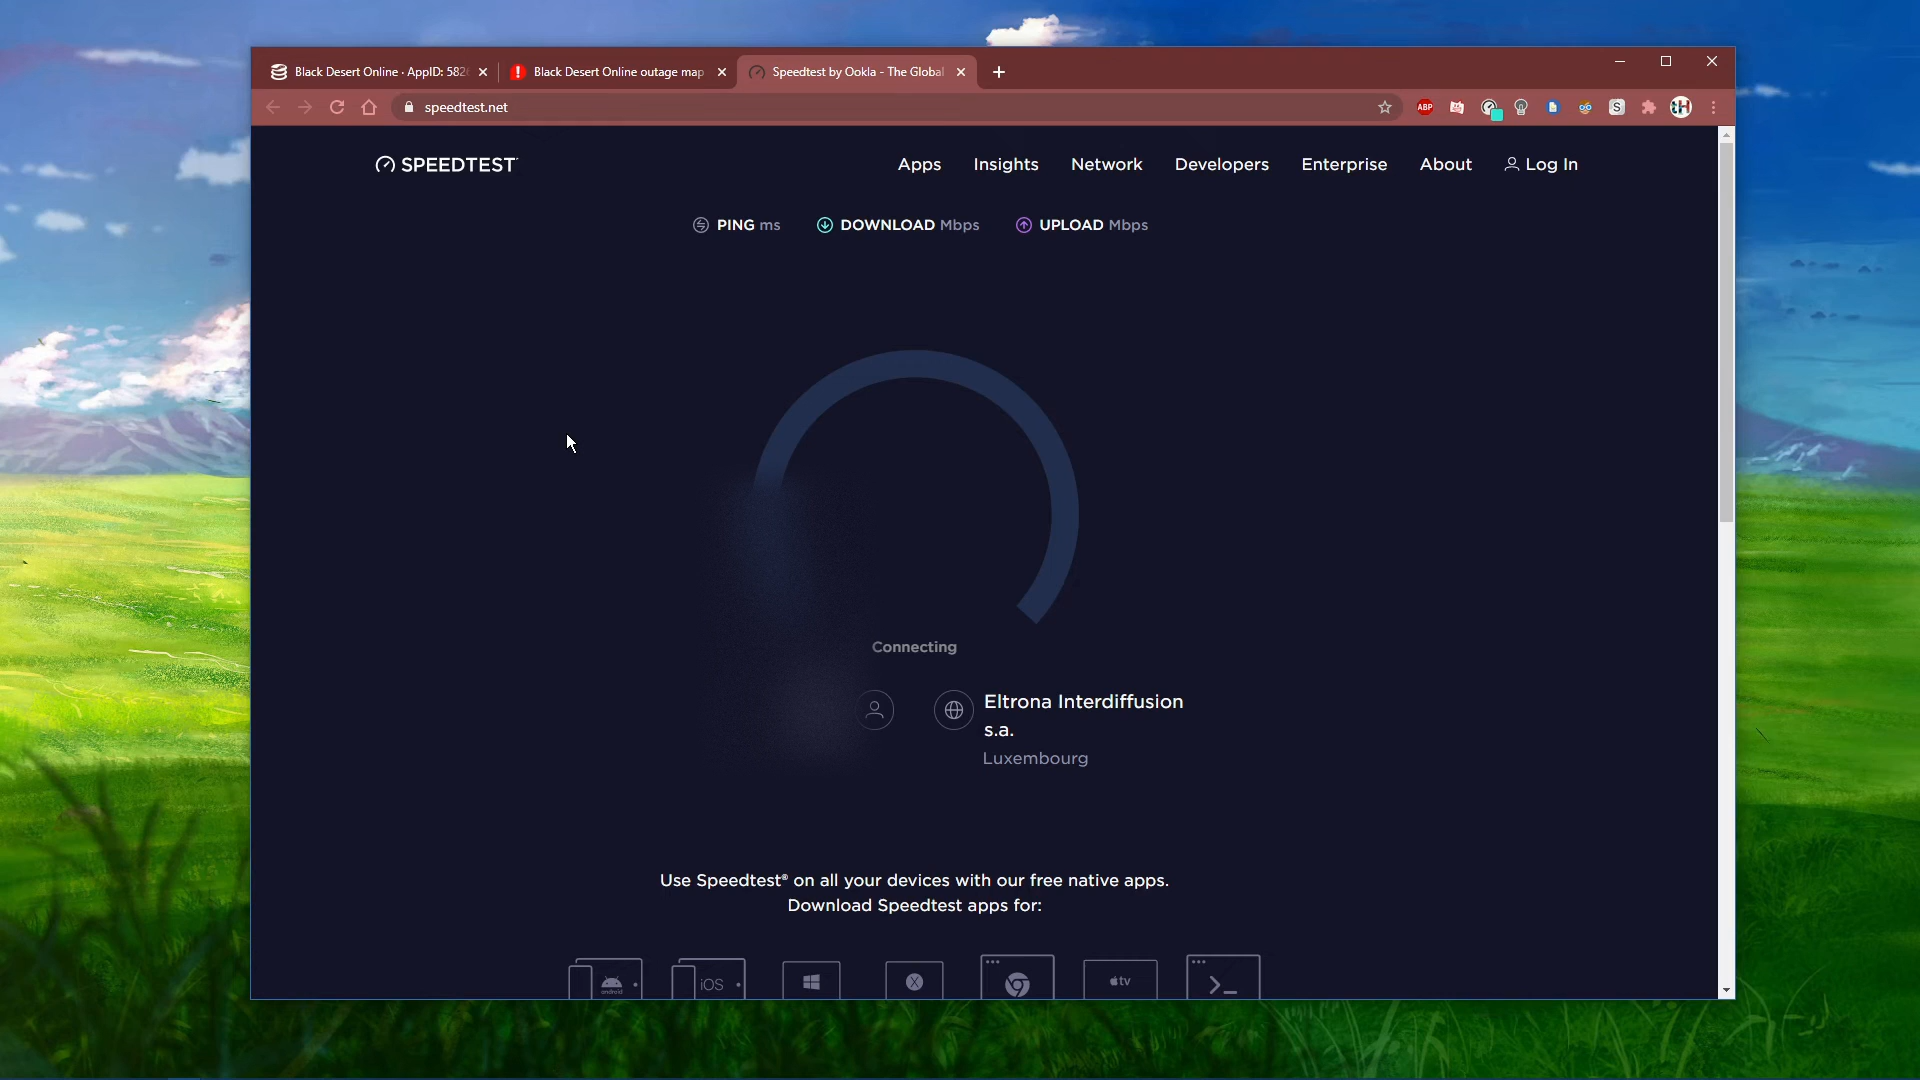 Black Desert Online · AppID: 582
Black Desert Online outage map
Speedtest by Ookla - The Global
speedtest.net
ABP
S
tH
SPEEDTEST
Apps
Insights
Network
Developers
Enterprise
About
Log In
PING ms
DOWNLOAD Mbps
UPLOAD Mbps
Connecting
Eltrona Interdiffusion
s.a.
Luxembourg
Use Speedtest® on all your devices with our free native apps.
Download Speedtest apps for:
android
iOS
X
tv
>_